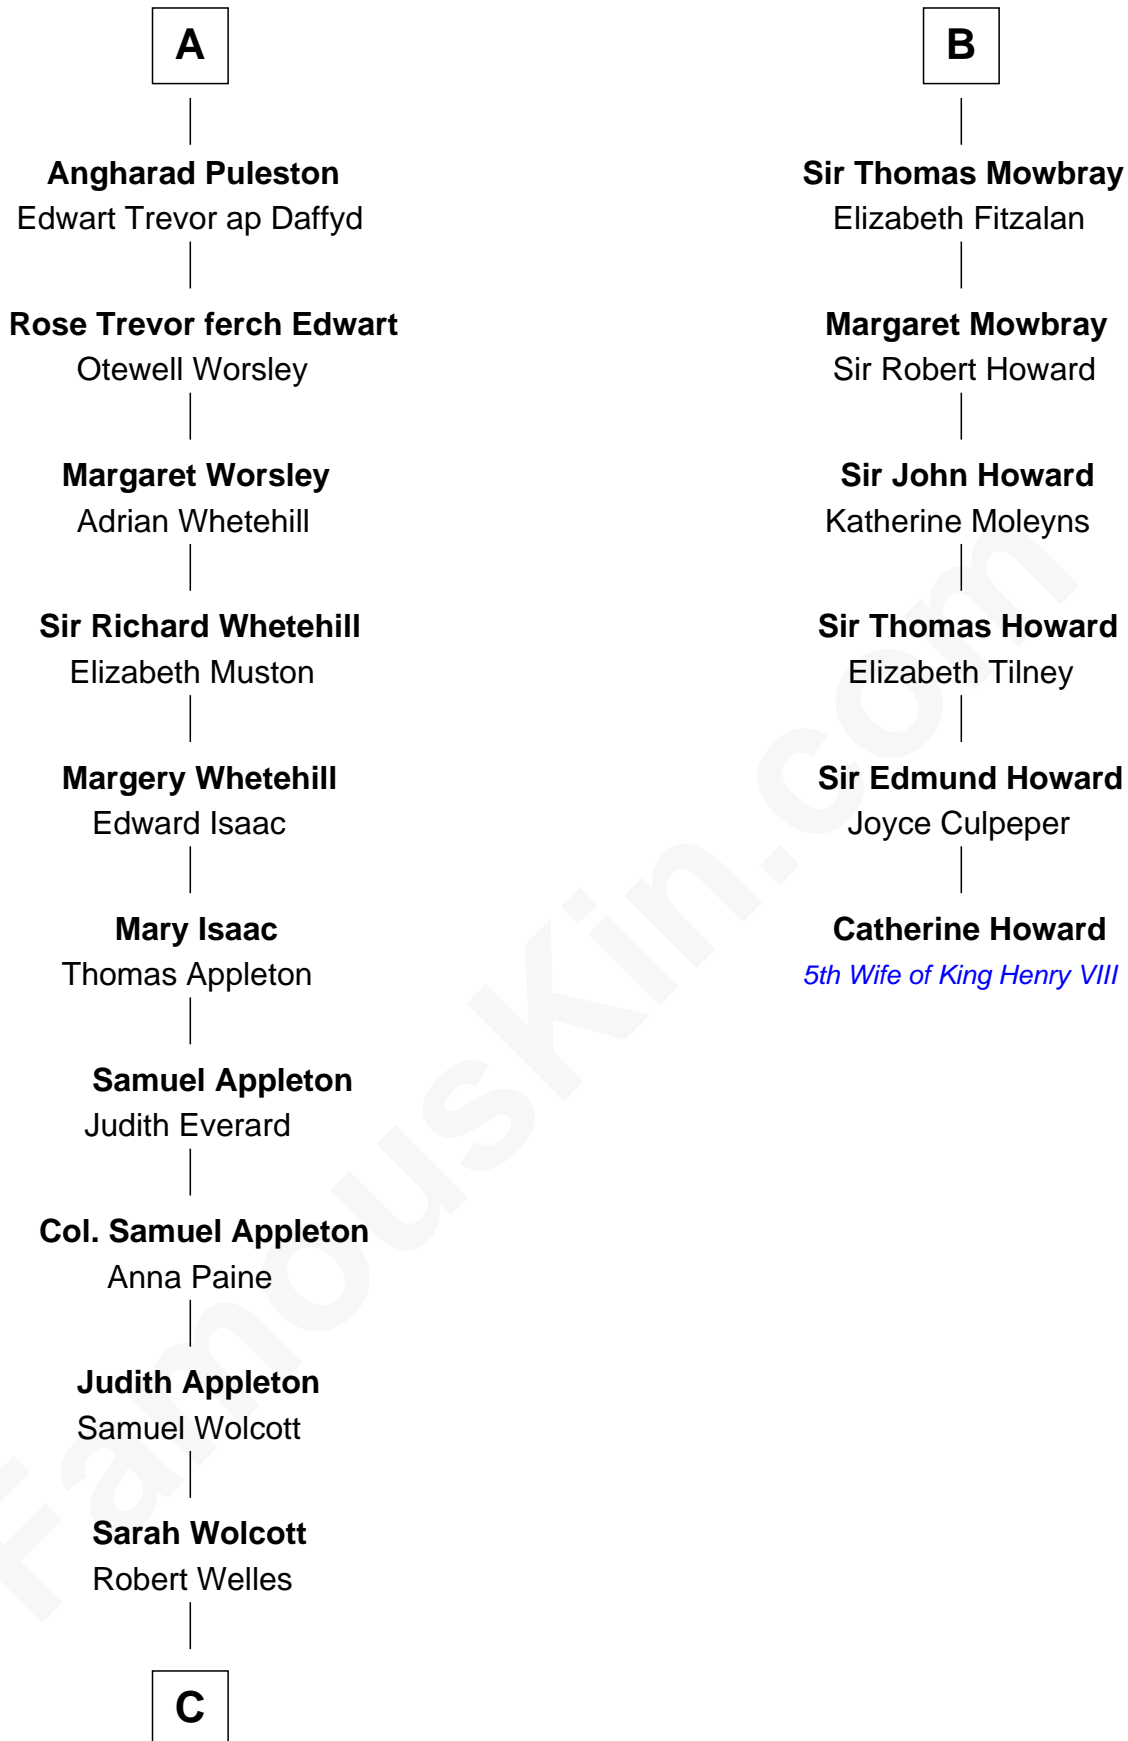 A
Angharad Puleston
Edwart Trevor ap Daffyd
Rose Trevor ferch Edwart
Otewell Worsley
Margaret Worsley
Adrian Whetehill
Sir Richard Whetehill
Elizabeth Muston
Margery Whetehill
Edward Isaac
Mary Isaac
Thomas Appleton
Samuel Appleton
Judith Everard
Col. Samuel Appleton
Anna Paine
Judith Appleton
Samuel Wolcott
Sarah Wolcott
Robert Welles
C
B
Sir Thomas Mowbray
Elizabeth Fitzalan
Margaret Mowbray
Sir Robert Howard
Sir John Howard
Katherine Moleyns
Sir Thomas Howard
Elizabeth Tilney
Sir Edmund Howard
Joyce Culpeper
Catherine Howard
5th Wife of King Henry VIII
FamousKin.com